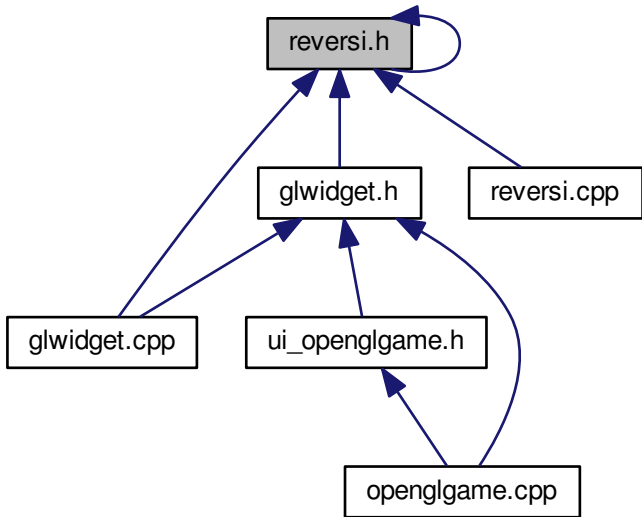 reversi.h
glwidget.h
reversi.cpp
glwidget.cpp
ui_openglgame.h
openglgame.cpp